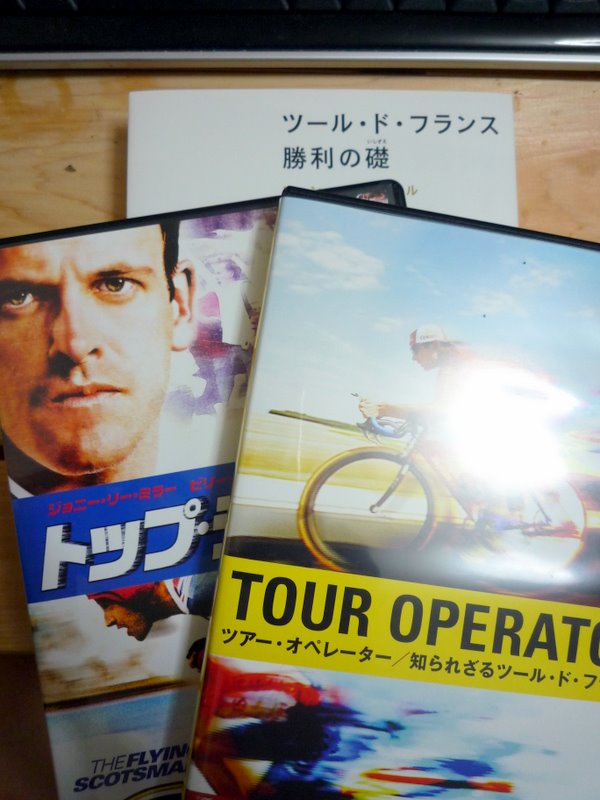 ツール・ド・フランス
勝利の礎
いしずえ
ル
ジョニー・リー・ミラー ビリー
トップ・
THE FLYING
SCOTSMA
TOUR OPERATO
ツアー・オペレーター／知られざるツール・ド・フ